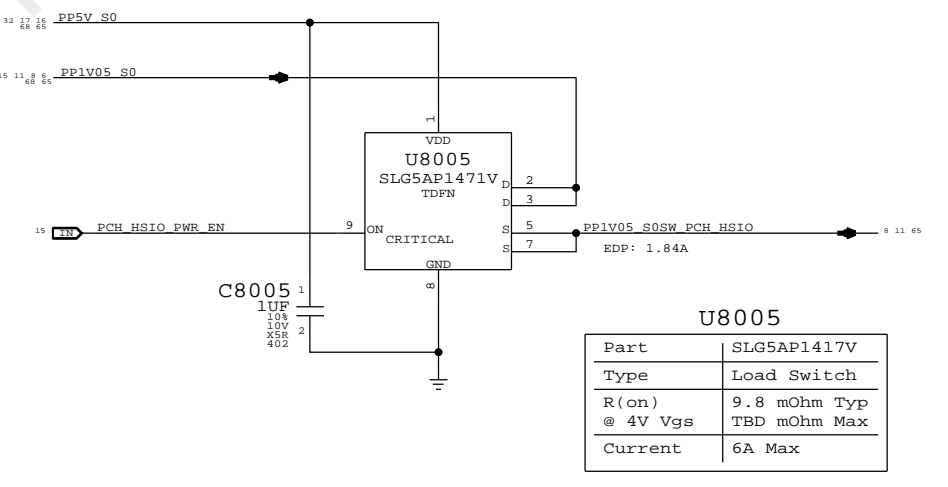 32 17 16 PP5V_S0
68 65
15 11 8 6 PP1V05_S0
68 65
1
VDD
U8005
SLG5AP1471V
TDFN
D 2
D 3
15 IN PCH_HSIO_PWR_EN 9 ON
CRITICAL
S 5 PP1V05_S0SW_PCH_HSIO 8 11 65
S 7 EDP: 1.84A
GND
8
C8005 1
1UF
10%
10V
X5R 2
402
U8005
Part SLG5AP1417V
Type Load Switch
R(on) 9.8 mOhm Typ
@ 4V Vgs TBD mOhm Max
Current 6A Max